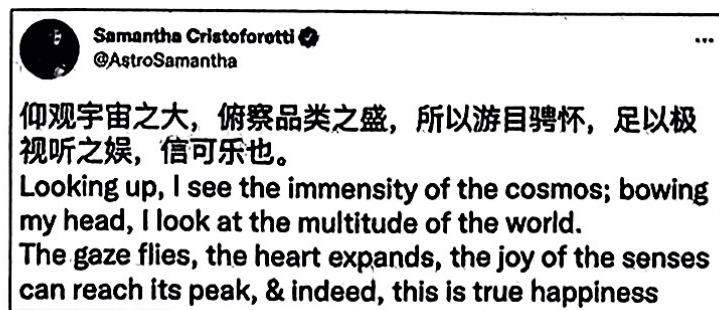 Samantha Cristoforetti
@AstroSamantha
仰观宇宙之大，俯察品类之盛，所以游目骋怀，足以极
视听之娱，信可乐也。
Looking up, I see the immensity of the cosmos; bowing
my head, I look at the multitude of the world.
The gaze flies, the heart expands, the joy of the senses
can reach its peak, & indeed, this is true happiness